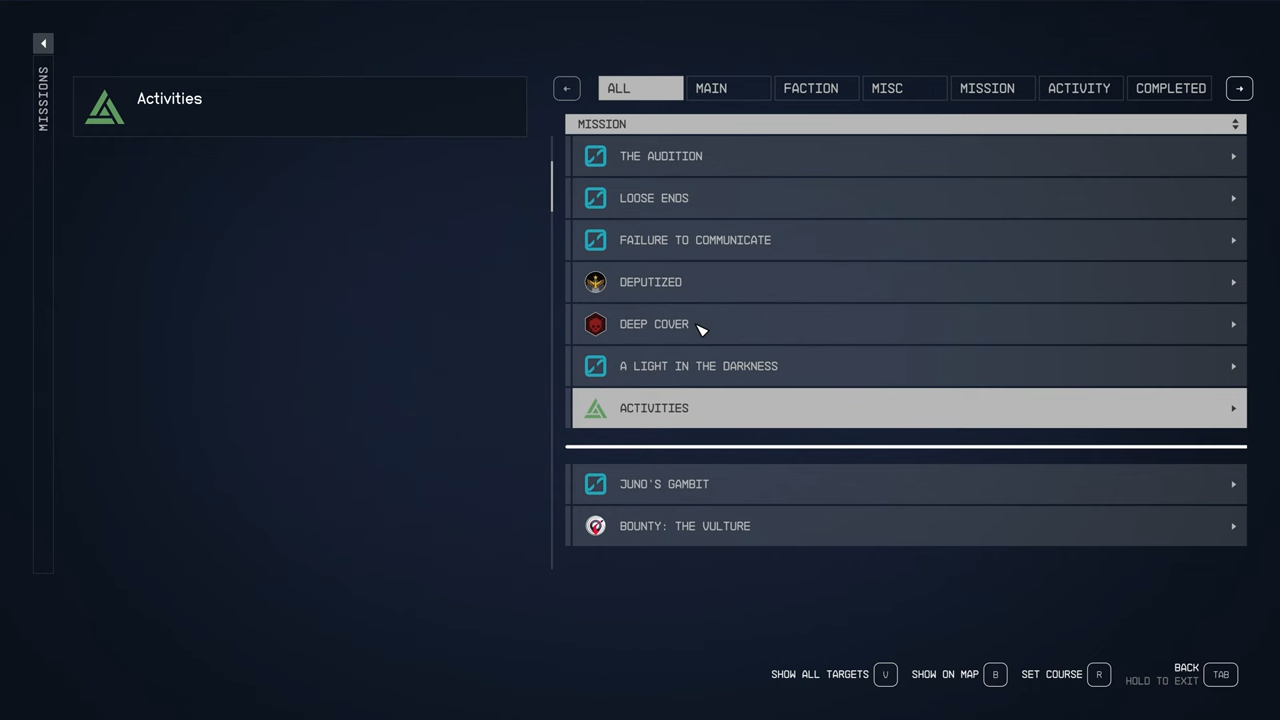 MISSIONS
Activities
ALL MAIN FACTION MISC MISSION ACTIVITY COMPLETED
MISSION
THE AUDITION
LOOSE ENDS
FAILURE TO COMMUNICATE
DEPUTIZED
DEEP COVER
A LIGHT IN THE DARKNESS
ACTIVITIES
JUNO'S GAMBIT
BOUNTY: THE VULTURE
SHOW ALL TARGETS V SHOW ON MAP B SET COURSE R BACK TAB
HOLD TO EXIT